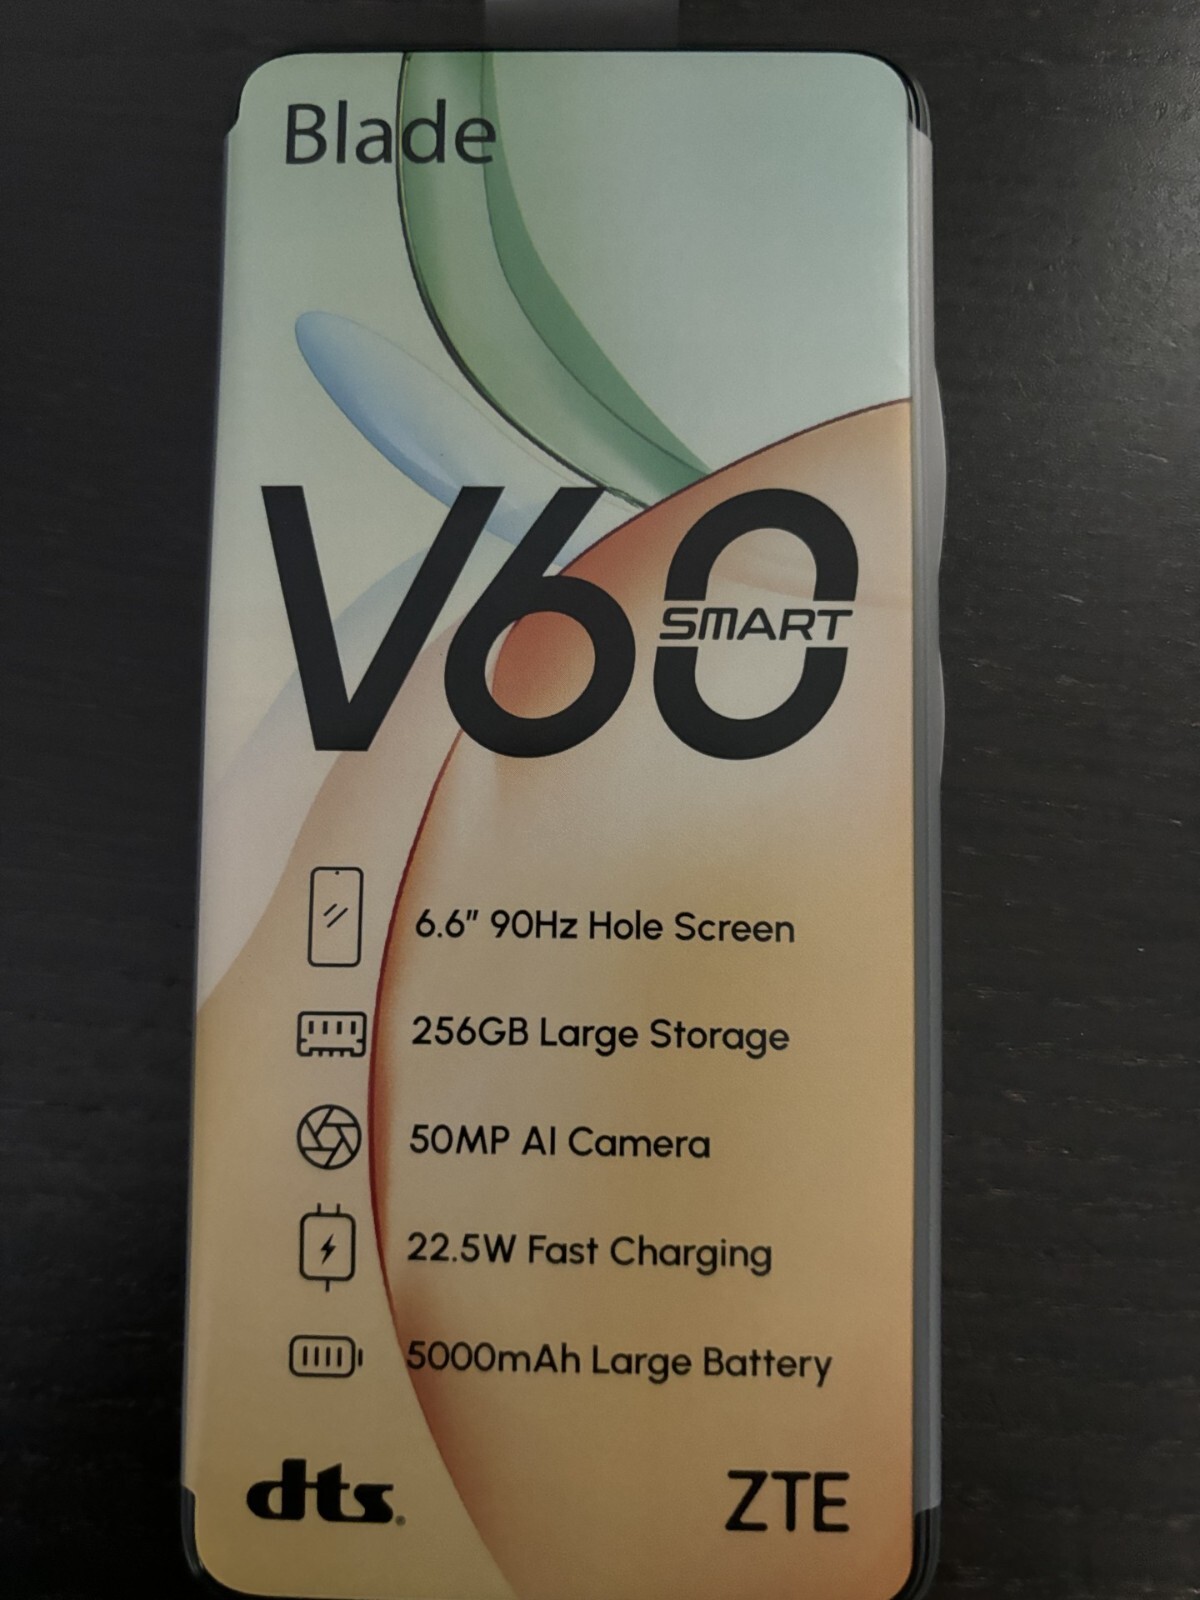 Blade
V60
SMART
6.6" 90Hz Hole Screen
256GB Large Storage
50MP AI Camera
22.5W Fast Charging
5000mAh Large Battery
dts®
ZTE